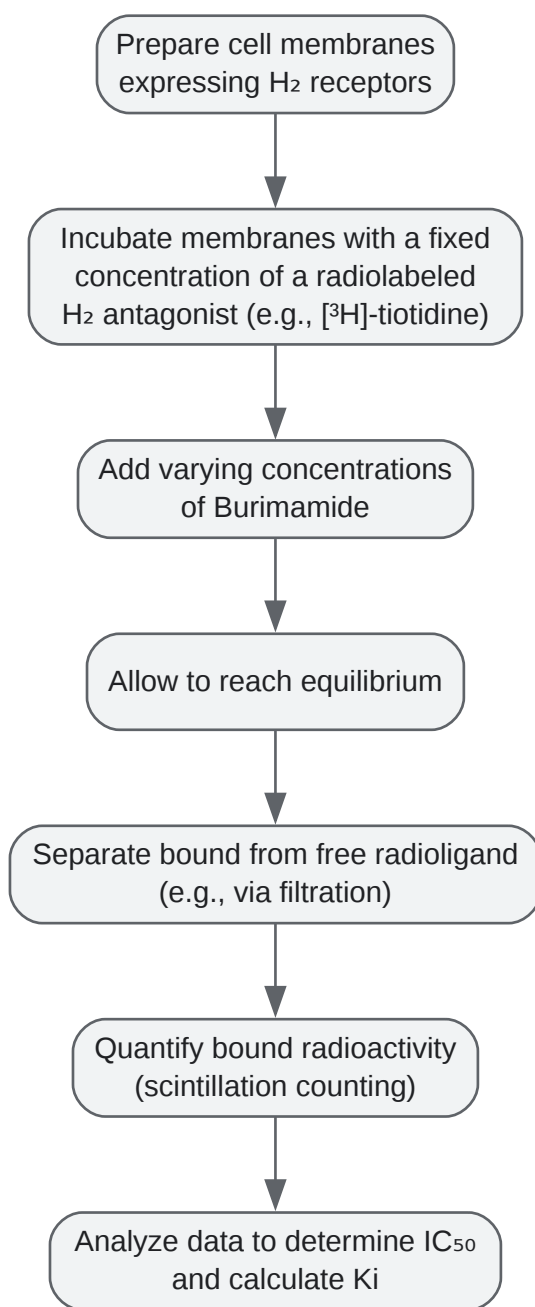 Prepare cell membranes
expressing H₂ receptors
Incubate membranes with a fixed
concentration of a radiolabeled
H₂ antagonist (e.g., [³H]-tiotidine)
Add varying concentrations
of Burimamide
Allow to reach equilibrium
Separate bound from free radioligand
(e.g., via filtration)
Quantify bound radioactivity
(scintillation counting)
Analyze data to determine IC₅₀
and calculate Ki